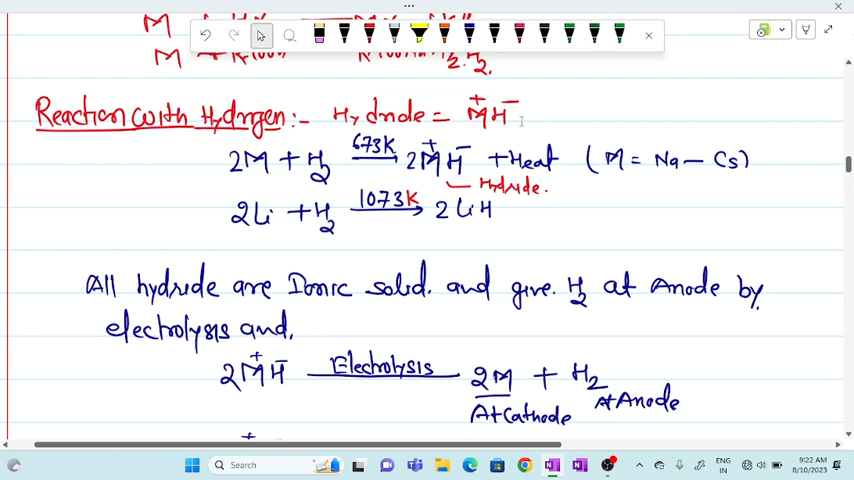 Reaction with Hydrogen:- Hydride = M⁺H⁻
2M + H₂ 673K → 2M⁺H⁻ + Heat (M = Na — Cs)
Hydride.
2Li + H₂ 1073K → 2LiH
All hydride are Ionic solid. and give. H₂ at Anode by
electrolysis and.
2M⁺H⁻ Electrolysis 2M + H₂
At Cathode At Anode
Search
ENG
IN
9:22 AM
8/10/2023